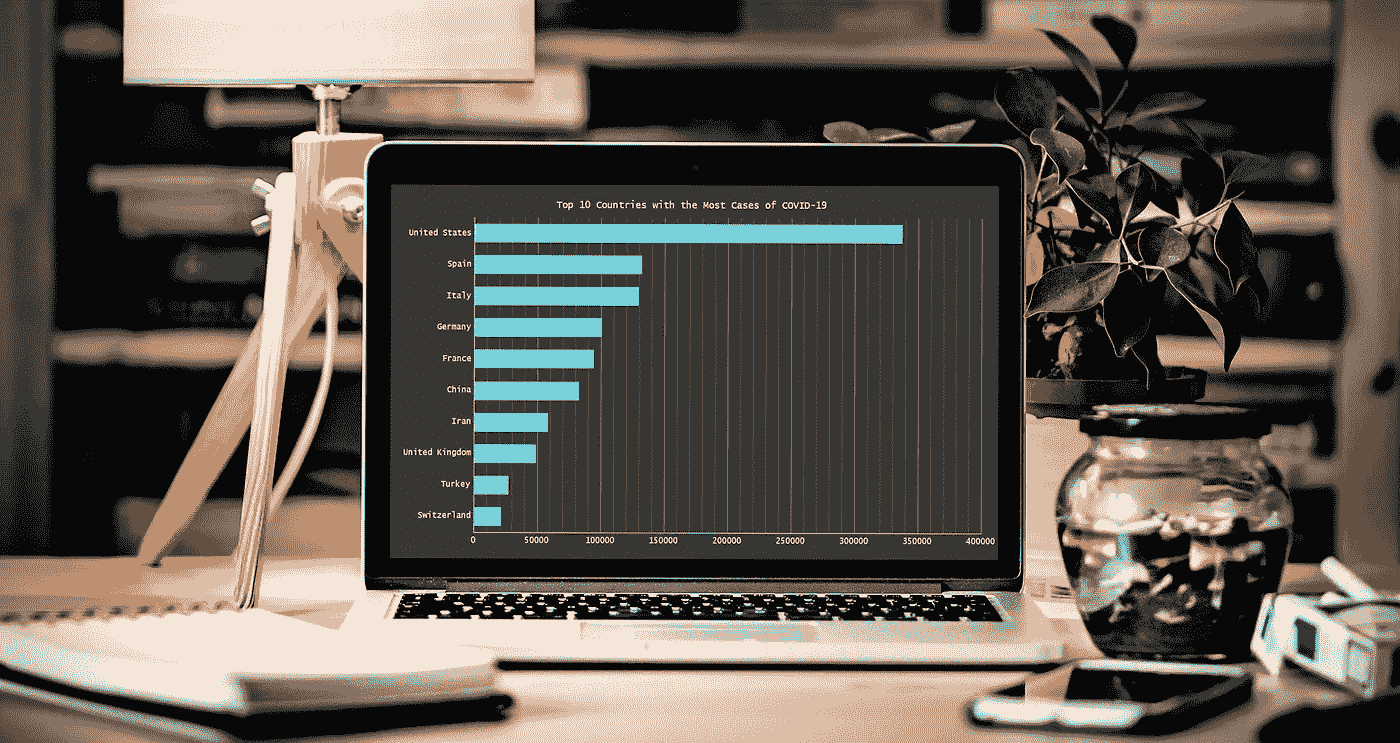 Top 10 Countries with the Most Cases of COVID-19
United States
Spain
Italy
Germany
France
China
Iran
United Kingdom
Turkey
Switzerland
0 50000 100000 150000 200000 250000 300000 350000 400000